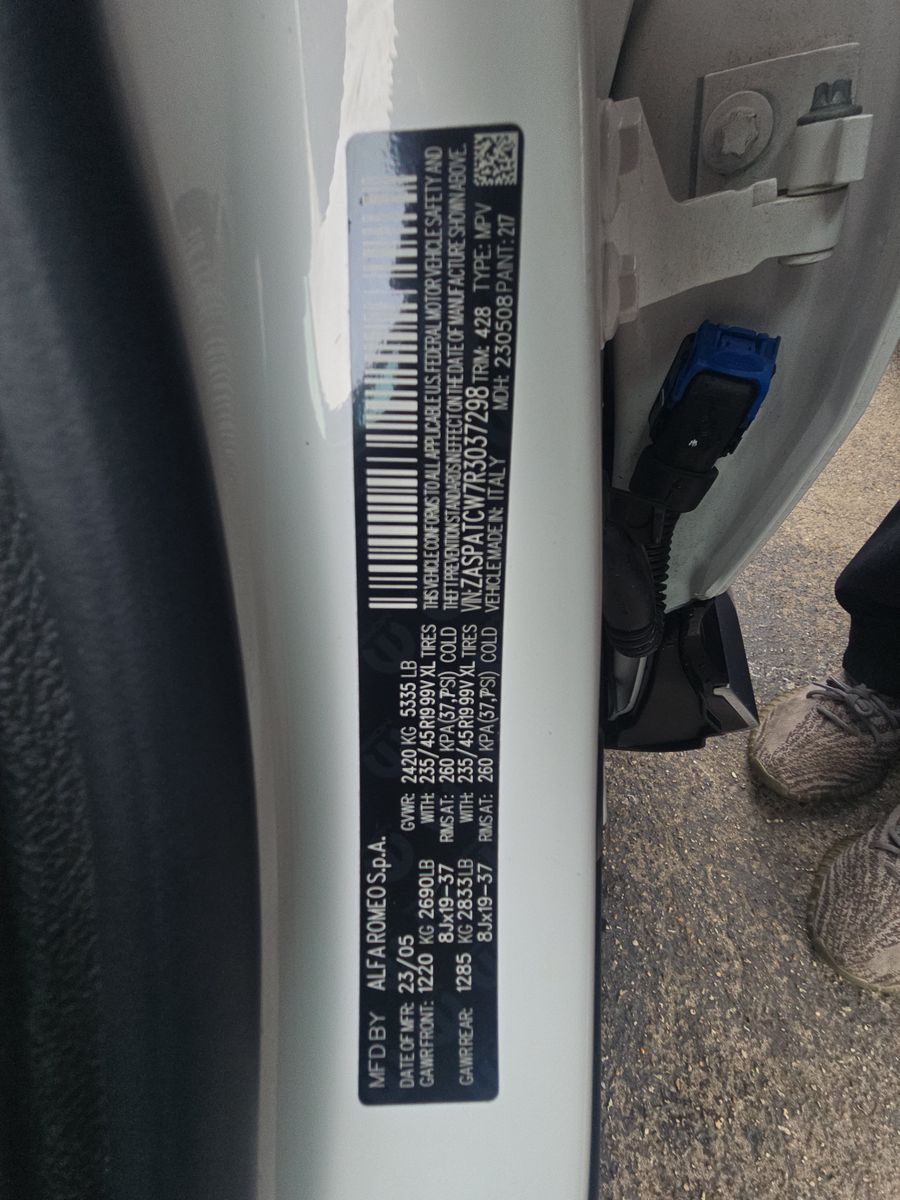 MFD BY ALFA ROMEO S.p.A.
DATE OF MFR: 23/05 GVWR: 2420 KG 5335 LB
GAWR FRONT: 1220 KG 2690LB WITH: 235/45R19 99V XL TIRES
8Jx19-37 RIMS AT: 260 KPA(37,7PSI) COLD
GAWR REAR: 1285 KG 2833LB WITH: 235/45R19 99V XL TIRES
8Jx19-37 RIMS AT: 260 KPA(37,7PSI) COLD
THIS VEHICLE CONFORMS TO ALL APPLICABLE U.S. FEDERAL MOTOR VEHICLE SAFETY AND
THEFT PREVENTION STANDARDS IN EFFECT ON THE DATE OF MANUFACTURE SHOWN ABOVE.
VIN: ZASPATCW7R3037298 TRIM: 428 TYPE: MPV
VEHICLE MADE IN: ITALY MDH: 230508 PAINT: 217